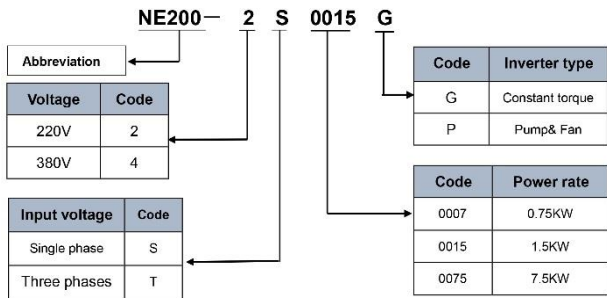 NE200— 2 S 0015 G
Abbreviation
Voltage Code
220V 2
380V 4
Input voltage Code
Single phase S
Three phases T
Code Inverter type
G Constant torque
P Pump& Fan
Code Power rate
0007 0.75KW
0015 1.5KW
0075 7.5KW